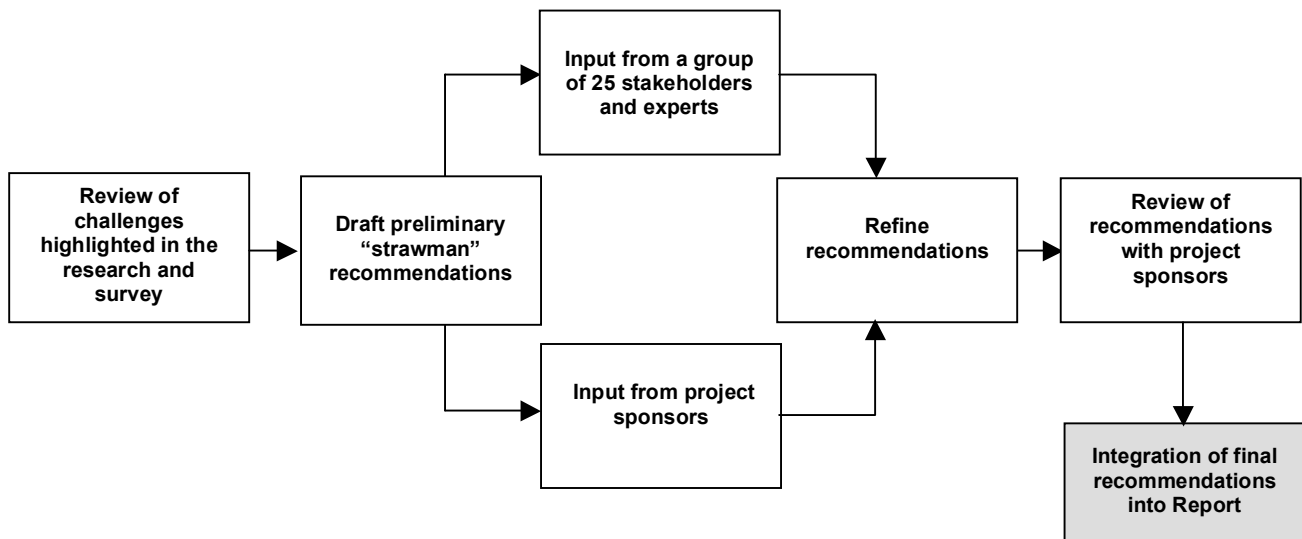 Review of
challenges
highlighted in the
research and
survey
Draft preliminary
“strawman”
recommendations
Input from a group
of 25 stakeholders
and experts
Input from project
sponsors
Refine
recommendations
Review of
recommendations
with project
sponsors
Integration of final
recommendations
into Report